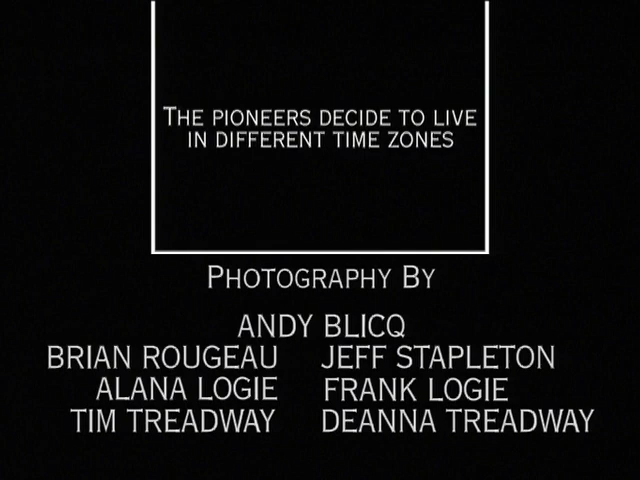 THE PIONEERS DECIDE TO LIVE
IN DIFFERENT TIME ZONES
PHOTOGRAPHY BY
ANDY BLICQ
BRIAN ROUGEAU JEFF STAPLETON
ALANA LOGIE FRANK LOGIE
TIM TREADWAY DEANNA TREADWAY